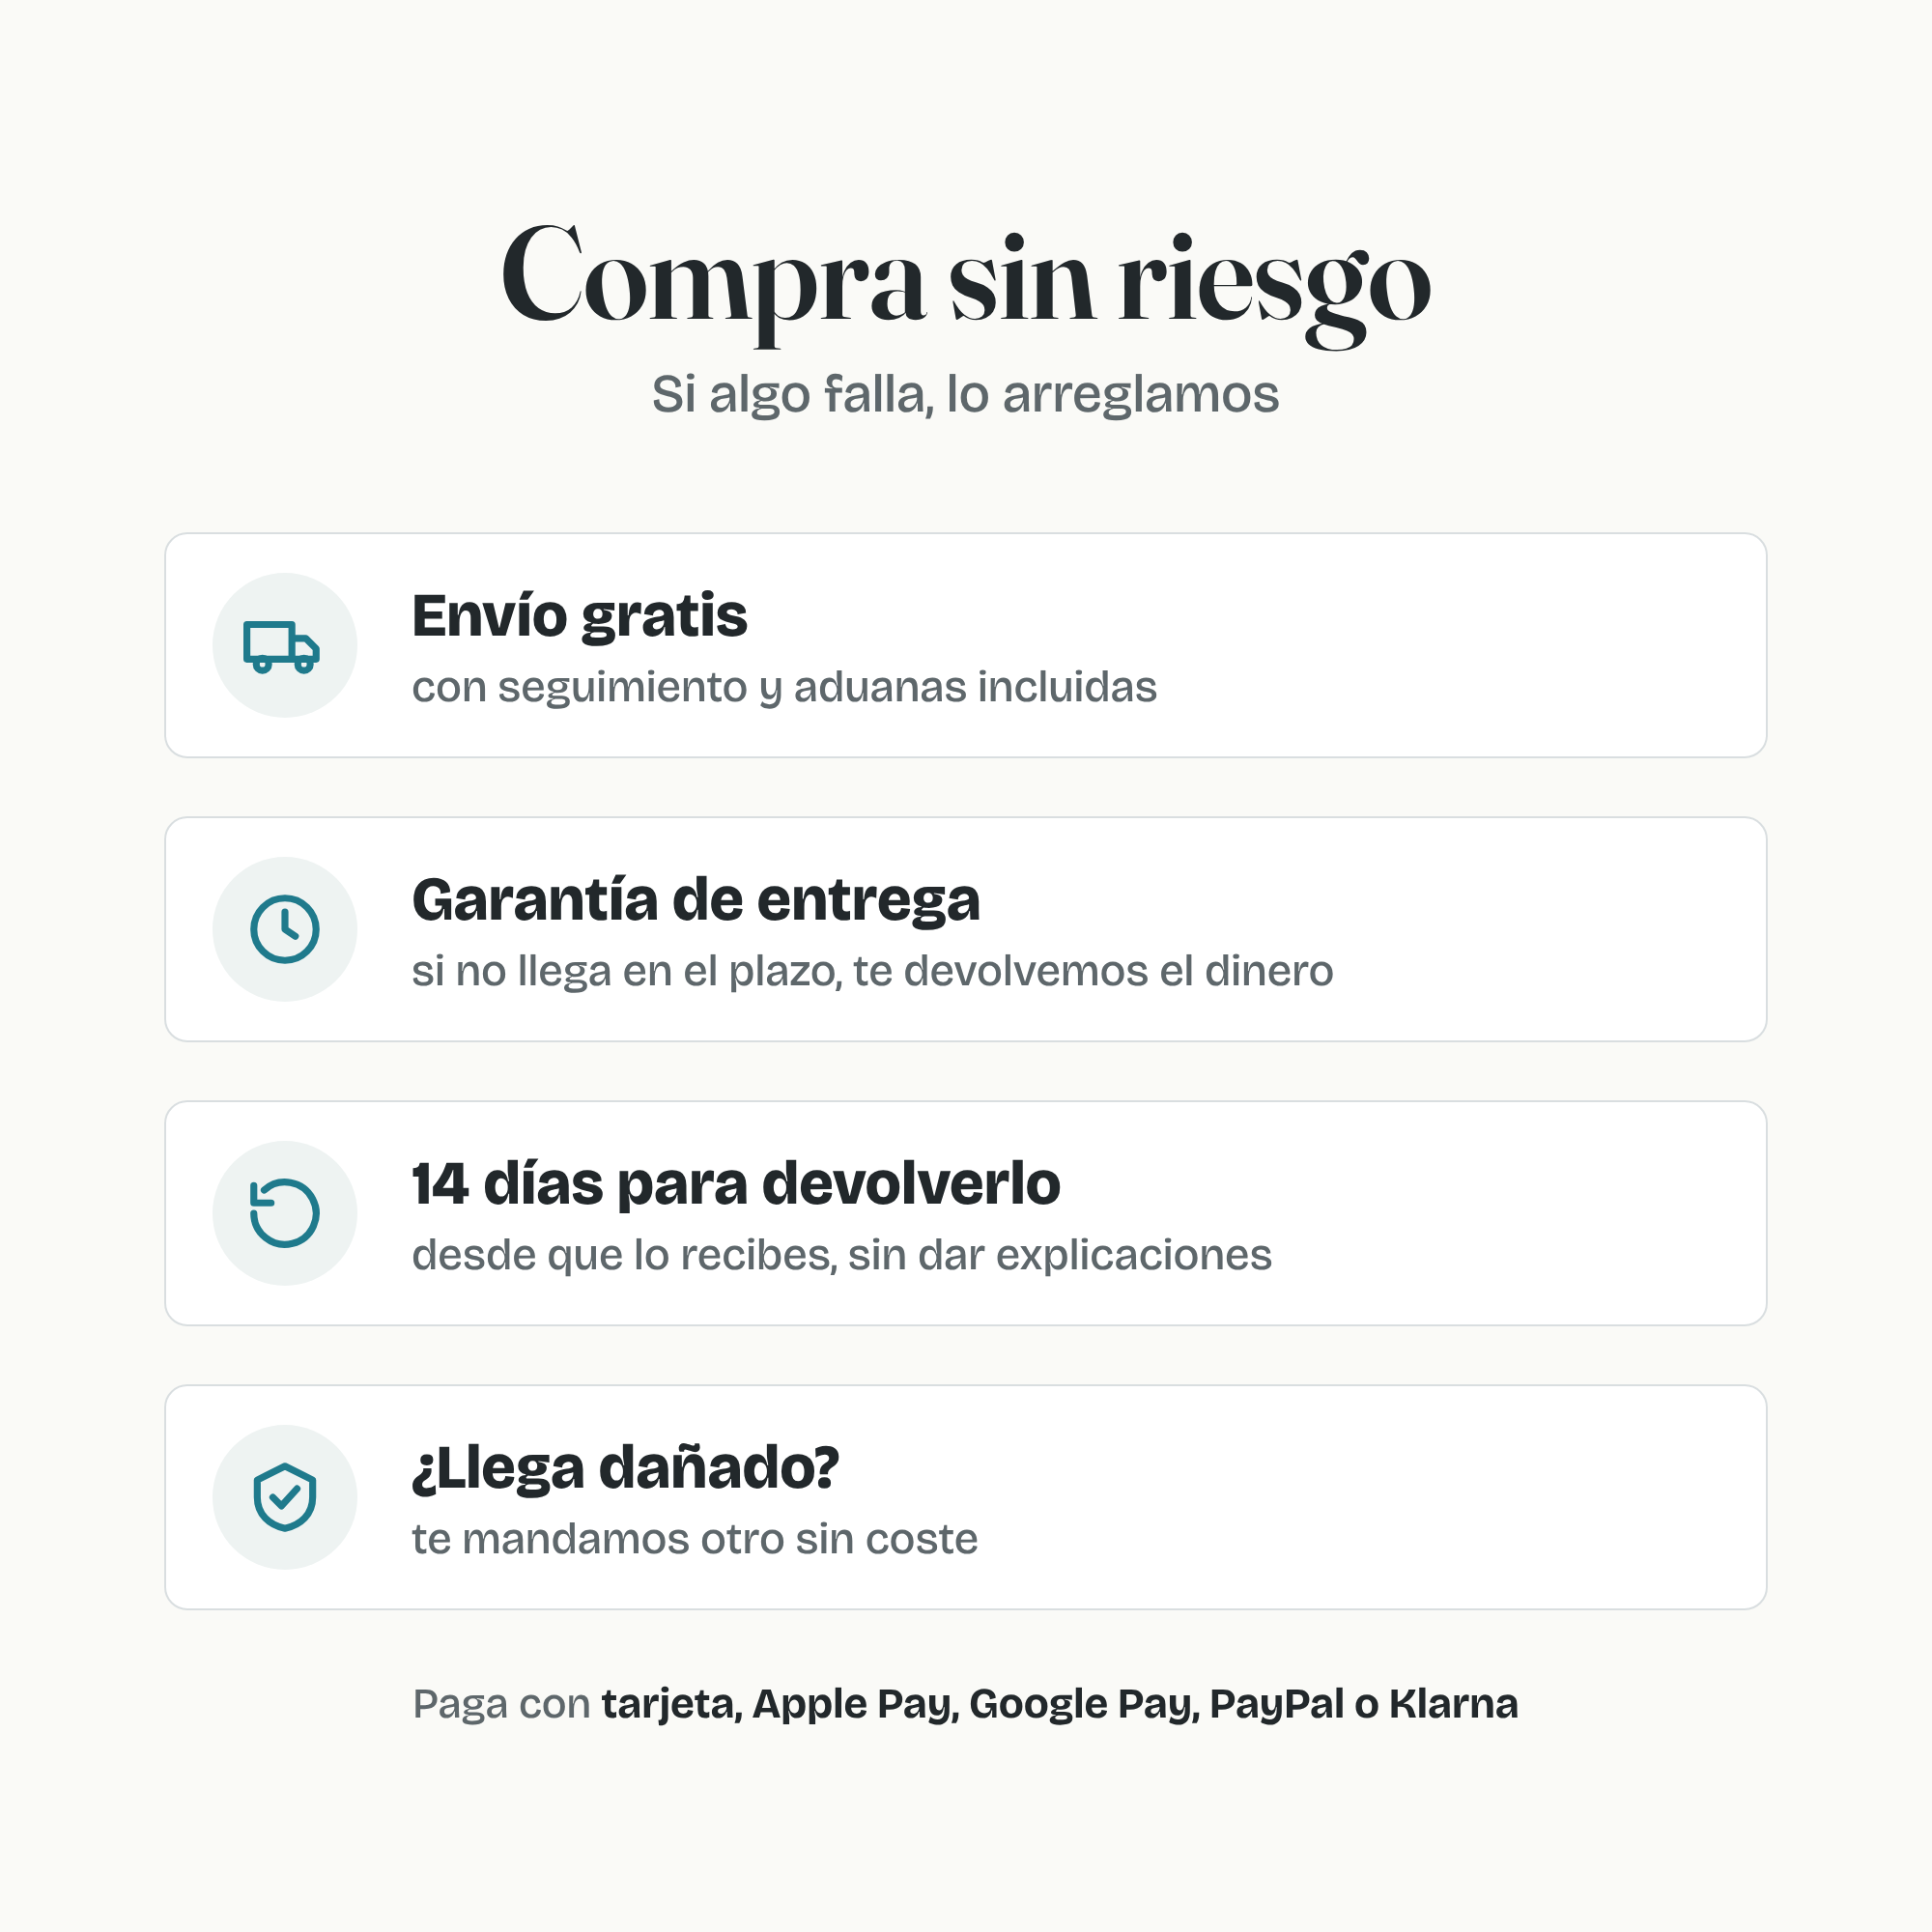 Compra sin riesgo
Si algo falla, lo arreglamos
Envío gratis
con seguimiento y aduanas incluidas
Garantía de entrega
si no llega en el plazo, te devolvemos el dinero
14 días para devolverlo
desde que lo recibes, sin dar explicaciones
¿Llega dañado?
te mandamos otro sin coste
Paga con tarjeta, Apple Pay, Google Pay, PayPal o Klarna